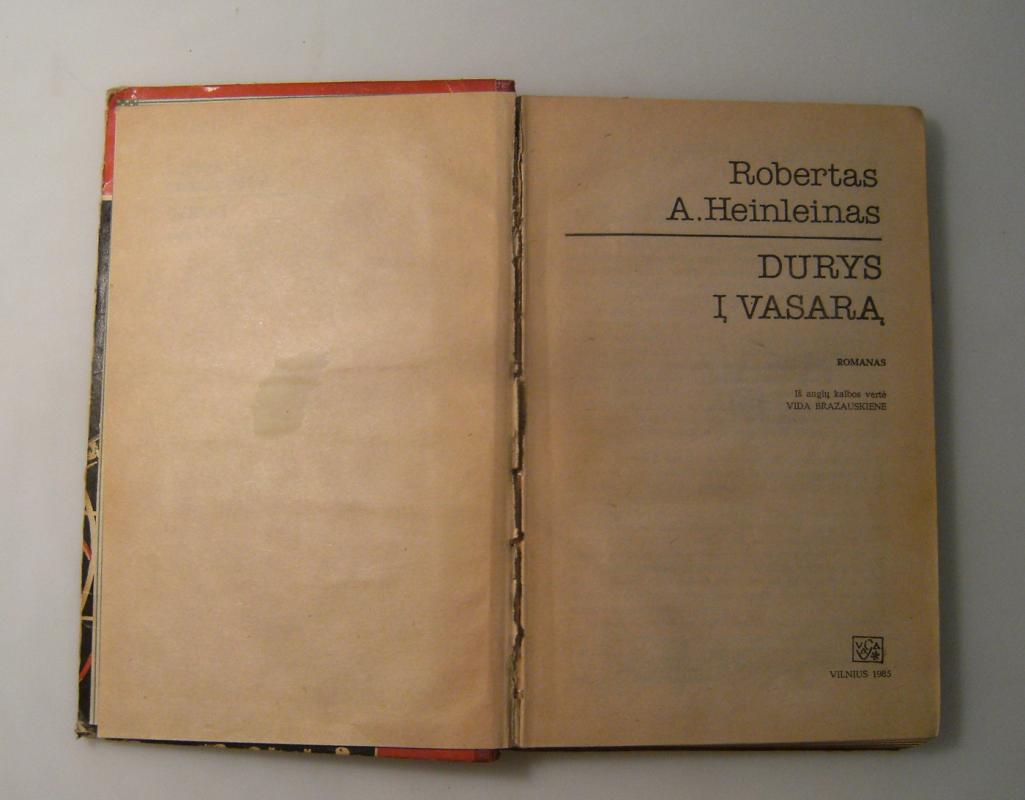 Robertas
A. Heinleinas
DURYS
Į VASARĄ
ROMANAS
Iš anglų kalbos vertė
VIDA BRAZAUSKIENĖ
VILNIUS 1985